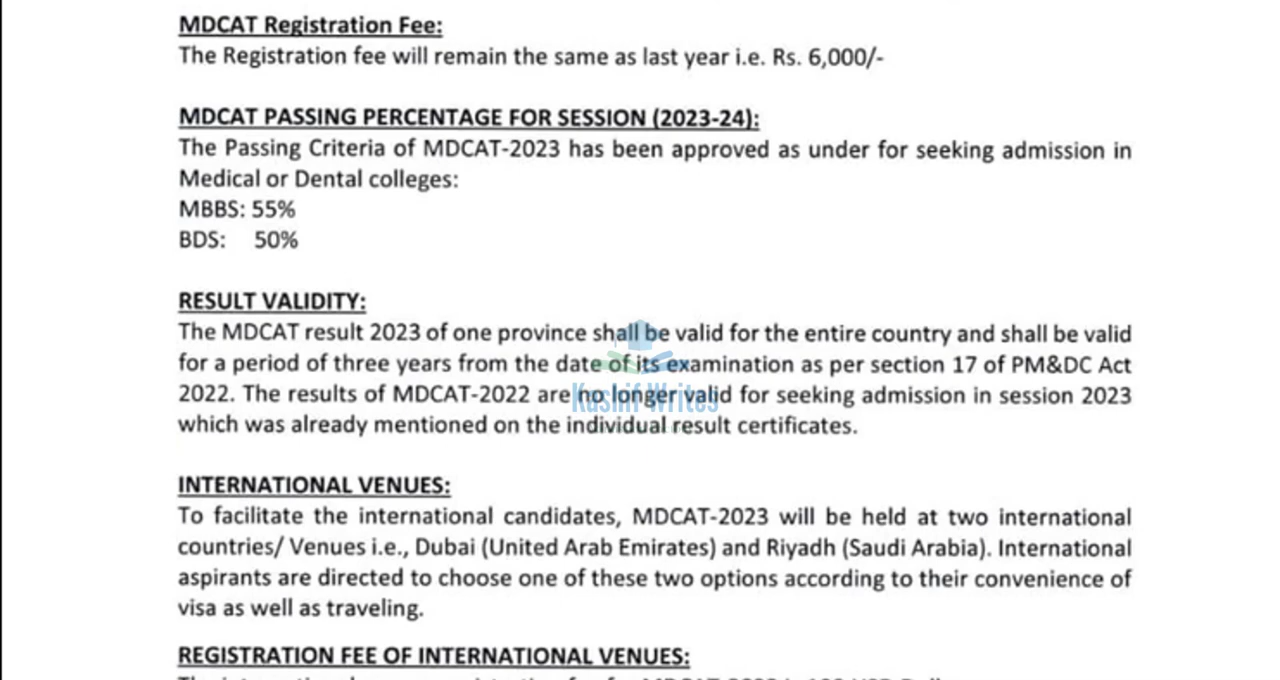 MDCAT Registration Fee:
The Registration fee will remain the same as last year i.e. Rs. 6,000/-
MDCAT PASSING PERCENTAGE FOR SESSION (2023-24):
The Passing Criteria of MDCAT-2023 has been approved as under for seeking admission in
Medical or Dental colleges:
MBBS: 55%
BDS: 50%
RESULT VALIDITY:
The MDCAT result 2023 of one province shall be valid for the entire country and shall be valid
for a period of three years from the date of its examination as per section 17 of PM&DC Act
2022. The results of MDCAT-2022 are no longer valid for seeking admission in session 2023
Kashif Writes
which was already mentioned on the individual result certificates.
INTERNATIONAL VENUES:
To facilitate the international candidates, MDCAT-2023 will be held at two international
countries/ Venues i.e., Dubai (United Arab Emirates) and Riyadh (Saudi Arabia). International
aspirants are directed to choose one of these two options according to their convenience of
visa as well as traveling.
REGISTRATION FEE OF INTERNATIONAL VENUES: